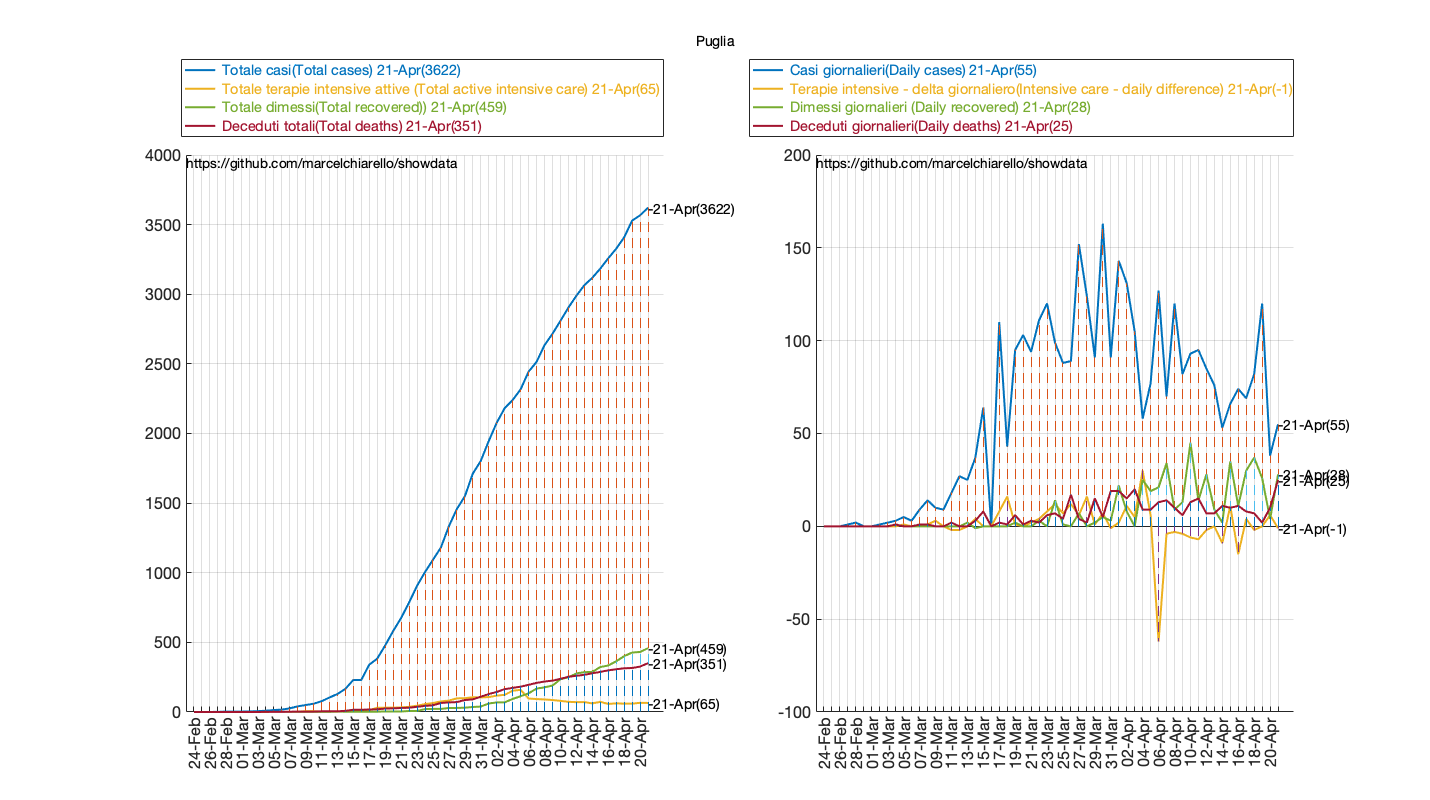 Puglia
Totale casi(Total cases) 21-Apr(3622)
Totale terapie intensive attive (Total active intensive care) 21-Apr(65)
Totale dimessi(Total recovered)) 21-Apr(459)
Deceduti totali(Total deaths) 21-Apr(351)
4000
https://github.com/marcelchiarello/showdata
3500
3000
2500
2000
1500
1000
500
0
21-Apr(3622)
21-Apr(459)
21-Apr(351)
21-Apr(65)
24-Feb
26-Feb
28-Feb
01-Mar
03-Mar
05-Mar
07-Mar
09-Mar
11-Mar
13-Mar
15-Mar
17-Mar
19-Mar
21-Mar
23-Mar
25-Mar
27-Mar
29-Mar
31-Mar
02-Apr
04-Apr
06-Apr
08-Apr
10-Apr
12-Apr
14-Apr
16-Apr
18-Apr
20-Apr
Casi giornalieri(Daily cases) 21-Apr(55)
Terapie intensive - delta giornaliero(Intensive care - daily difference) 21-Apr(-1)
Dimessi giornalieri (Daily recovered) 21-Apr(28)
Deceduti giornalieri(Daily deaths) 21-Apr(25)
200
https://github.com/marcelchiarello/showdata
150
100
50
0
-50
-100
21-Apr(55)
21-Apr(28)
21-Apr(25)
21-Apr(-1)
24-Feb
26-Feb
28-Feb
01-Mar
03-Mar
05-Mar
07-Mar
09-Mar
11-Mar
13-Mar
15-Mar
17-Mar
19-Mar
21-Mar
23-Mar
25-Mar
27-Mar
29-Mar
31-Mar
02-Apr
04-Apr
06-Apr
08-Apr
10-Apr
12-Apr
14-Apr
16-Apr
18-Apr
20-Apr